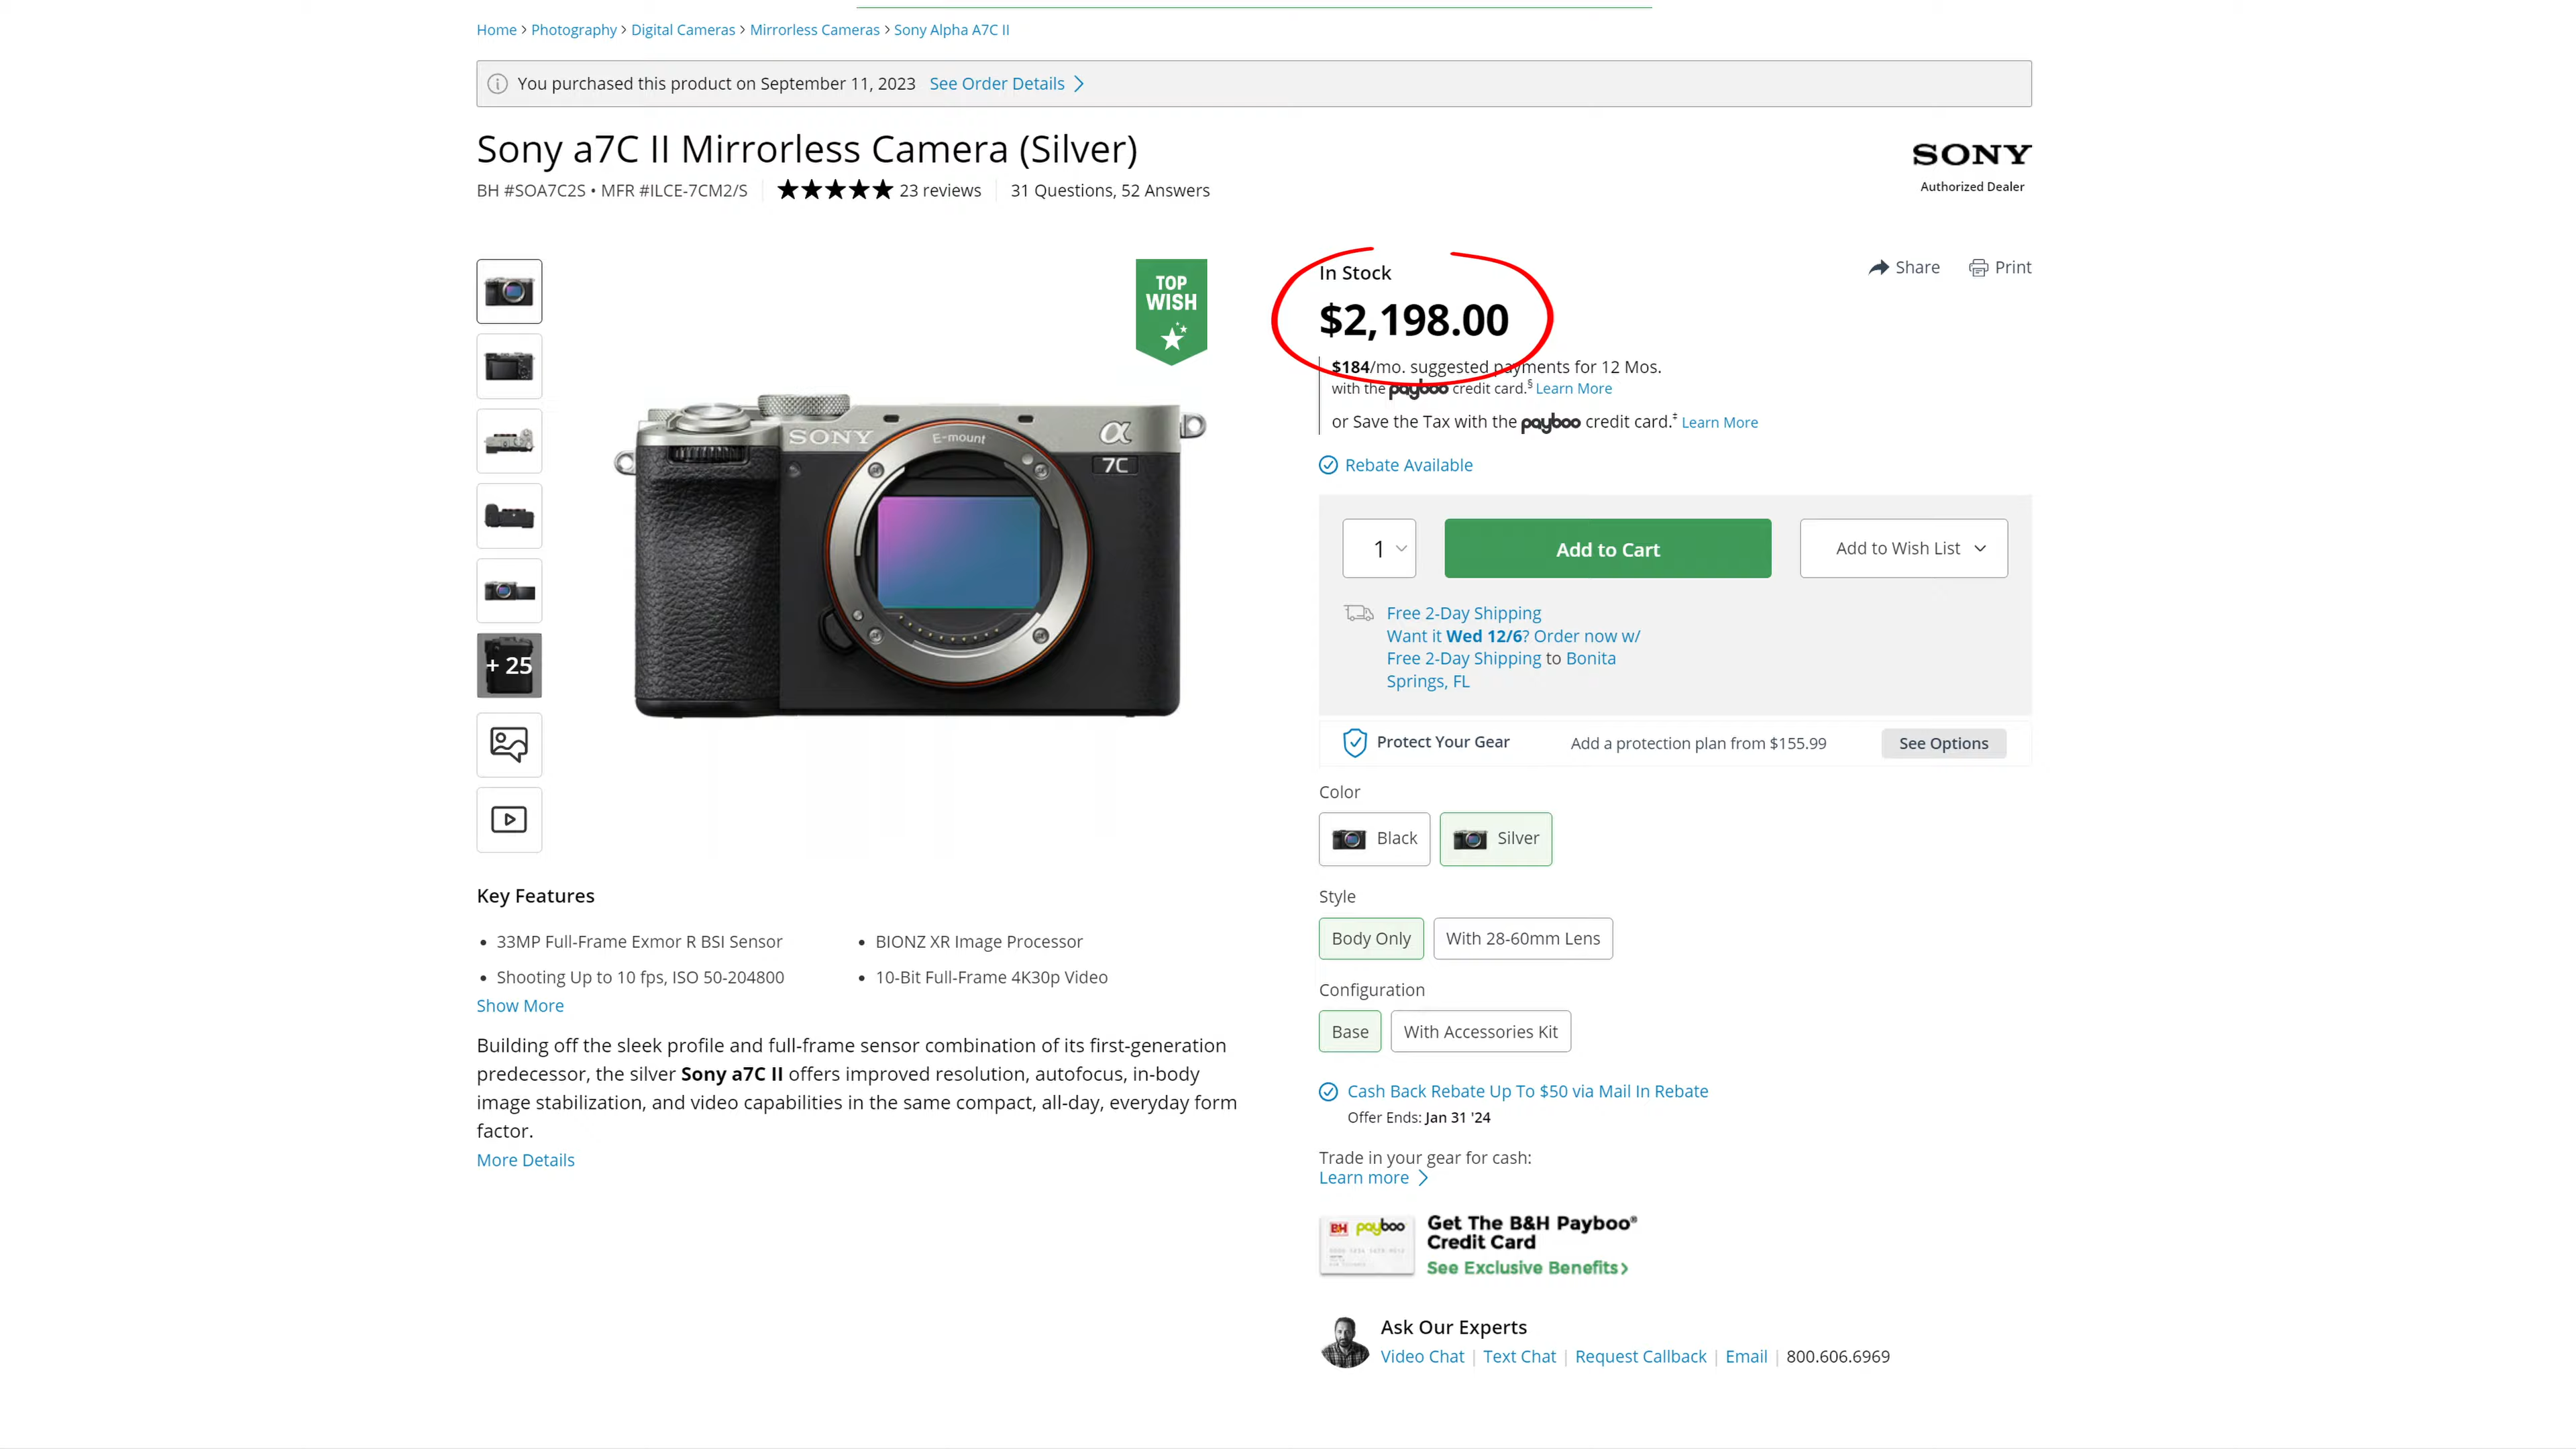 Home > Photography > Digital Cameras > Mirrorless Cameras > Sony Alpha A7C II
You purchased this product on September 11, 2023 See Order Details >
Sony a7C II Mirrorless Camera (Silver)
BH #SOA7C2S • MFR #ILCE-7CM2/S
23 reviews
31 Questions, 52 Answers
SONY
Authorized Dealer
TOP
WISH
SONY
E-mount
α
7C
+ 25
In Stock
$2,198.00
Share
Print
$184/mo. suggested payments for 12 Mos.
with the payboo credit card.§ Learn More
or Save the Tax with the payboo credit card.‡ Learn More
Rebate Available
1
Add to Cart
Add to Wish List
Free 2-Day Shipping
Want it Wed 12/6? Order now w/
Free 2-Day Shipping to Bonita
Springs, FL
Protect Your Gear
Add a protection plan from $155.99
See Options
Color
Black
Silver
Style
Body Only
With 28-60mm Lens
Configuration
Base
With Accessories Kit
Cash Back Rebate Up To $50 via Mail In Rebate
Offer Ends: Jan 31 '24
Trade in your gear for cash:
Learn more >
B&H payboo
Get The B&H Payboo®
Credit Card
See Exclusive Benefits >
Ask Our Experts
Video Chat | Text Chat | Request Callback | Email | 800.606.6969
Key Features
• 33MP Full-Frame Exmor R BSI Sensor
• Shooting Up to 10 fps, ISO 50-204800
• BIONZ XR Image Processor
• 10-Bit Full-Frame 4K30p Video
Show More
Building off the sleek profile and full-frame sensor combination of its first-generation
predecessor, the silver Sony a7C II offers improved resolution, autofocus, in-body
image stabilization, and video capabilities in the same compact, all-day, everyday form
factor.
More Details